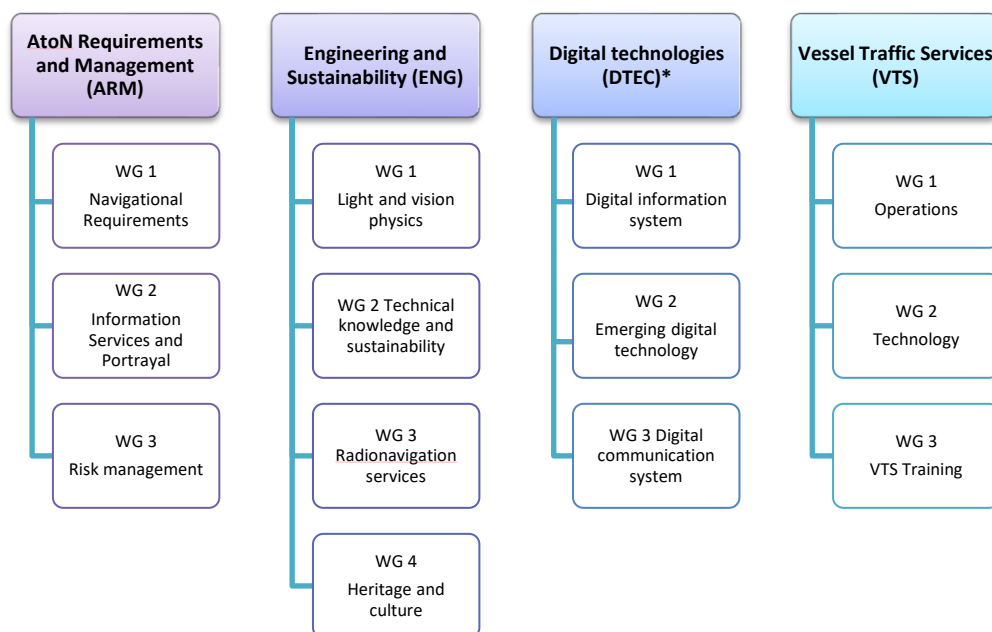 AtoN Requirements
and Management
(ARM)
WG 1
Navigational
Requirements
WG 2
Information
Services and
Portrayal
WG 3
Risk management
Engineering and
Sustainability (ENG)
WG 1
Light and vision
physics
WG 2 Technical
knowledge and
sustainability
WG 3
Radionavigation
services
WG 4
Heritage and
culture
Digital technologies
(DTEC)*
WG 1
Digital information
system
WG 2
Emerging digital
technology
WG 3 Digital
communication
system
Vessel Traffic Services
(VTS)
WG 1
Operations
WG 2
Technology
WG 3
VTS Training